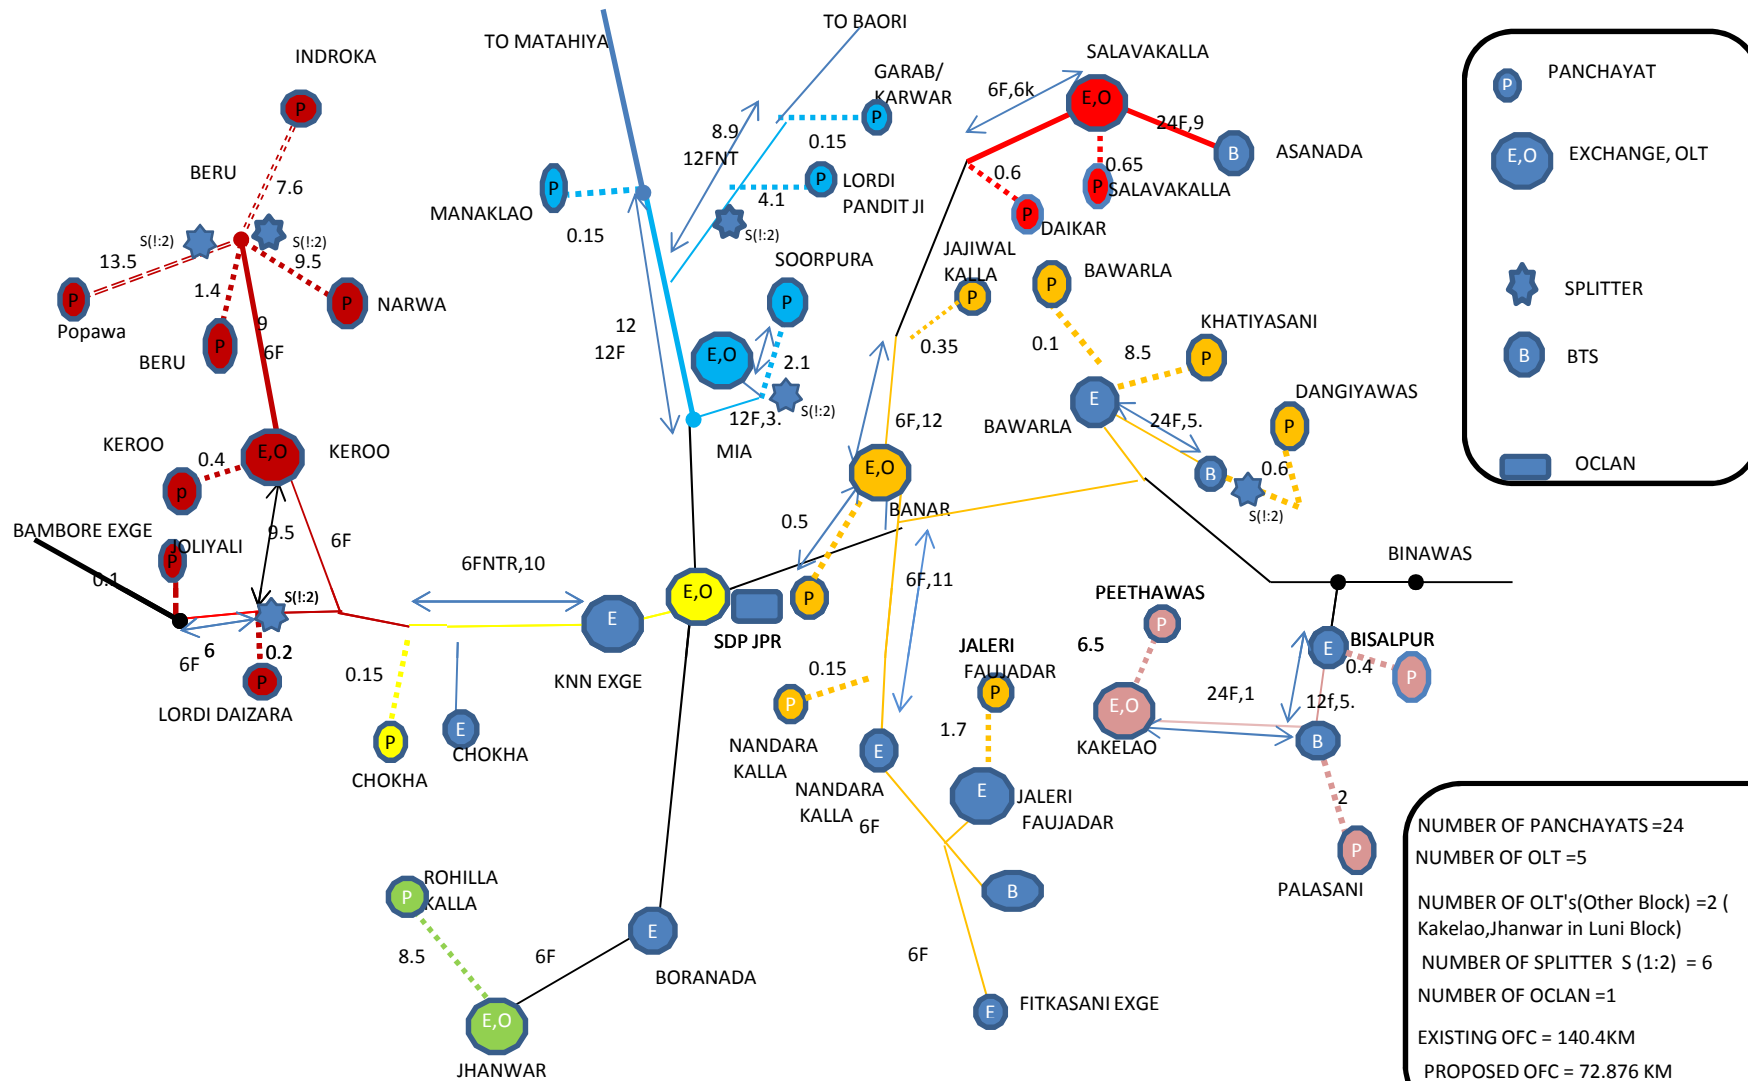 TO MATAHIYA
TO BAORI
INDROKA
P
BERU
7.6
S(!:2)
S(!:2)
13.5
9.5
1.4
P
Popawa
P
NARWA
P
BERU
9
6F
KEROO
0.4
E,O
KEROO
p
BAMBORE EXGE
JOLIYALI
P
9.5
6F
0.1
S(!:2)
6F
6
0.2
P
LORDI DAIZARA
8.9
12FNT
GARAB/
KARWAR
P
0.15
P
LORDI
PANDIT JI
4.1
S(!:2)
P
MANAKLAO
0.15
SOORPURA
P
12
12F
E,O
2.1
S(!:2)
12F,3.
MIA
SALAVAKALLA
6F,6k
E,O
24F,9
B
ASANADA
0.6
0.65
P
SALAVAKALLA
P
DAIKAR
JAJIWAL
KALLA
P
0.35
BAWARLA
P
0.1
KHATIYASANI
8.5
P
E
BAWARLA
24F,5.
DANGIYAWAS
P
B
0.6
S(!:2)
6F,12
E,O
BANAR
0.5
P
6FNTR,10
E
KNN EXGE
E,O
SDP JPR
0.15
P
CHOKHA
E
CHOKHA
6F,11
0.15
P
NANDARA
KALLA
E
NANDARA
KALLA
6F
JALERI
FAUJADAR
P
1.7
E
JALERI
FAUJADAR
B
6F
E
FITKASANI EXGE
BINAWAS
PEETHAWAS
P
6.5
E,O
KAKELAO
24F,1
E
BISALPUR
0.4
P
12f,5.
B
2
P
PALASANI
P
ROHILLA
KALLA
8.5
6F
E
BORANADA
E,O
JHANWAR
P
PANCHAYAT
E,O
EXCHANGE, OLT
SPLITTER
B
BTS
OCLAN
NUMBER OF PANCHAYATS =24
NUMBER OF OLT =5
NUMBER OF OLT's(Other Block) =2 (
Kakelao,Jhanwar in Luni Block)
NUMBER OF SPLITTER S (1:2) = 6
NUMBER OF OCLAN =1
EXISTING OFC = 140.4KM
PROPOSED OFC = 72.876 KM